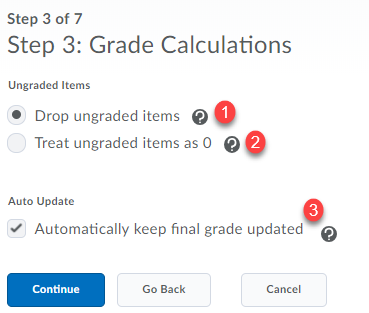 Step 3 of 7
Step 3: Grade Calculations
Ungraded Items
Drop ungraded items ? 1
Treat ungraded items as 0 ? 2
Auto Update
3
Automatically keep final grade updated ?
Continue Go Back Cancel